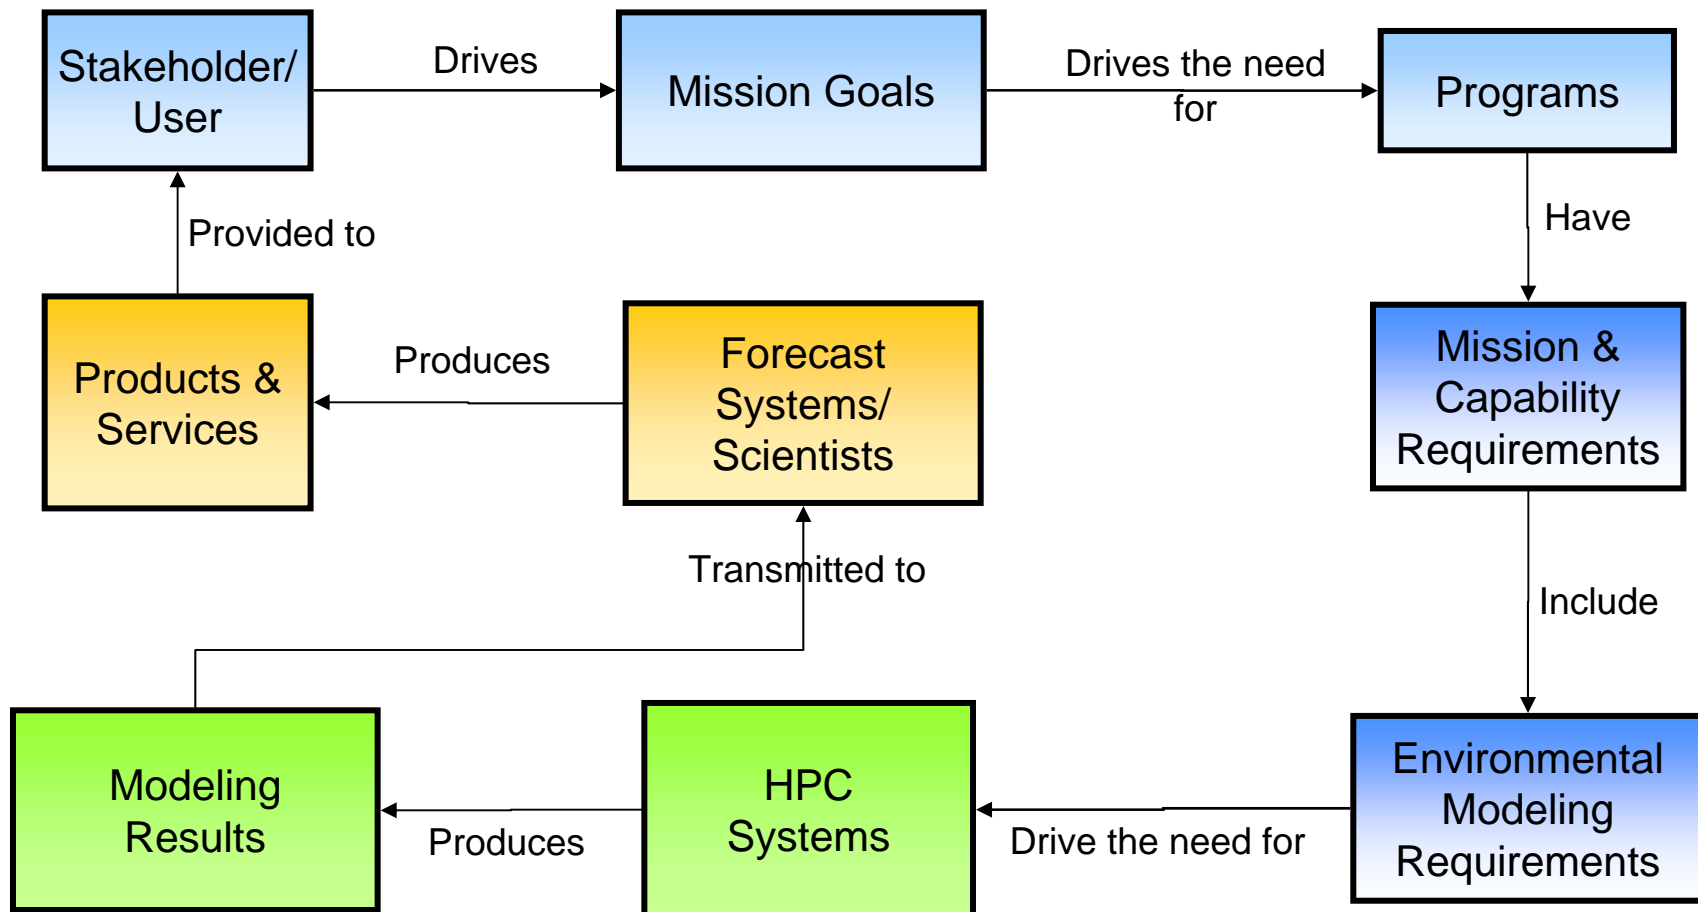 Stakeholder/
User
Drives
Mission Goals
Drives the need
for
Programs
Provided to
Have
Products &
Services
Produces
Forecast
Systems/
Scientists
Mission &
Capability
Requirements
Transmitted to
Include
Modeling
Results
Produces
HPC
Systems
Drive the need for
Environmental
Modeling
Requirements